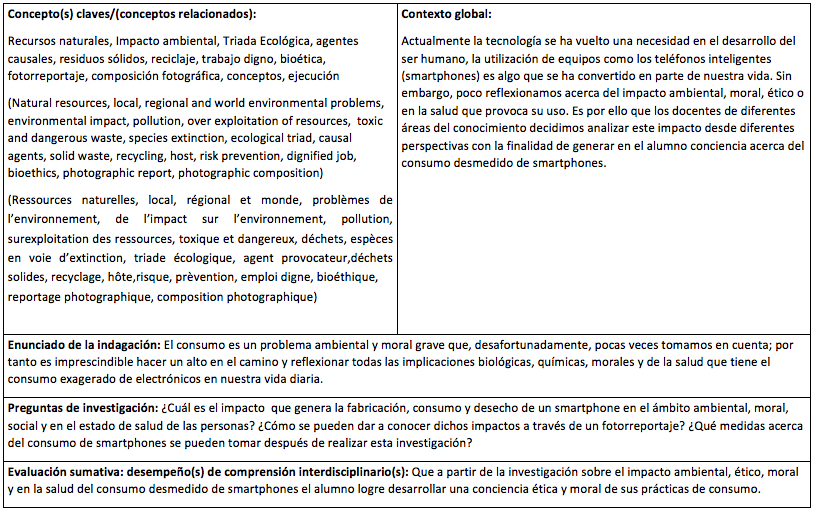 Concepto(s) claves/(conceptos relacionados):
Recursos naturales, Impacto ambiental, Triada Ecológica, agentes
causales, residuos sólidos, reciclaje, trabajo digno, bioética,
fotorreportaje, composición fotográfica, conceptos, ejecución
(Natural resources, local, regional and world environmental problems,
environmental impact, pollution, over exploitation of resources, toxic
and dangerous waste, species extinction, ecological triad, causal
agents, solid waste, recycling, host, risk prevention, dignified job,
bioethics, photographic report, photographic composition)
(Ressources naturelles, local, régional et monde, problèmes de
l'environnement, de l'impact sur l'environnement, pollution,
surexploitation des ressources, toxique et dangereux, déchets, espèces
en voie d'extinction, triade écologique, agent provocateur,déchets
solides, recyclage, hôte,risque, prèvention, emploi digne, bioéthique,
reportage photographique, composition photographique)
Contexto global:
Actualmente la tecnología se ha vuelto una necesidad en el desarrollo del
ser humano, la utilización de equipos como los teléfonos inteligentes
(smartphones) es algo que se ha convertido en parte de nuestra vida. Sin
embargo, poco reflexionamos acerca del impacto ambiental, moral, ético o
en la salud que provoca su uso. Es por ello que los docentes de diferentes
áreas del conocimiento decidimos analizar este impacto desde diferentes
perspectivas con la finalidad de generar en el alumno conciencia acerca del
consumo desmedido de smartphones.
Enunciado de la indagación: El consumo es un problema ambiental y moral grave que, desafortunadamente, pocas veces tomamos en cuenta; por
tanto es imprescindible hacer un alto en el camino y reflexionar todas las implicaciones biológicas, químicas, morales y de la salud que tiene el
consumo exagerado de electrónicos en nuestra vida diaria.
Preguntas de investigación: ¿Cuál es el impacto que genera la fabricación, consumo y desecho de un smartphone en el ámbito ambiental, moral,
social y en el estado de salud de las personas? ¿Cómo se pueden dar a conocer dichos impactos a través de un fotorreportaje? ¿Qué medidas acerca
del consumo de smartphones se pueden tomar después de realizar esta investigación?
Evaluación sumativa: desempeño(s) de comprensión interdisciplinario(s): Que a partir de la investigación sobre el impacto ambiental, ético, moral
y en la salud del consumo desmedido de smartphones el alumno logre desarrollar una conciencia ética y moral de sus prácticas de consumo.